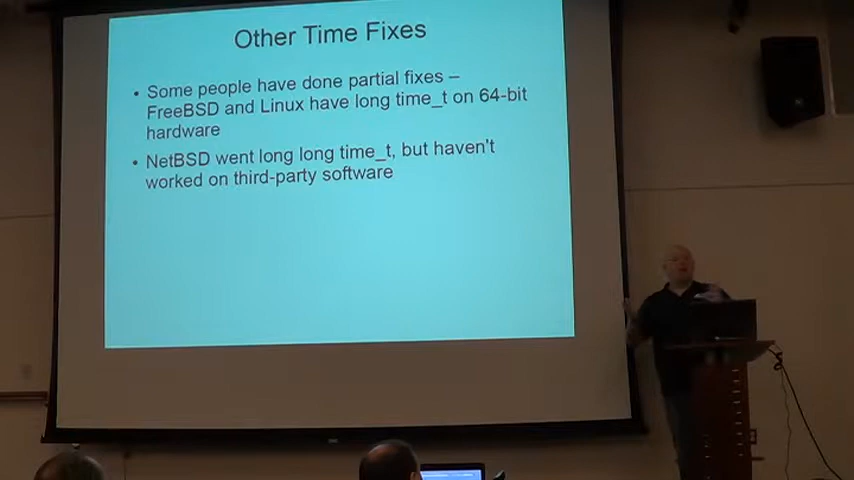 Other Time Fixes
• Some people have done partial fixes –
FreeBSD and Linux have long time_t on 64-bit
hardware
• NetBSD went long long time_t, but haven't
worked on third-party software